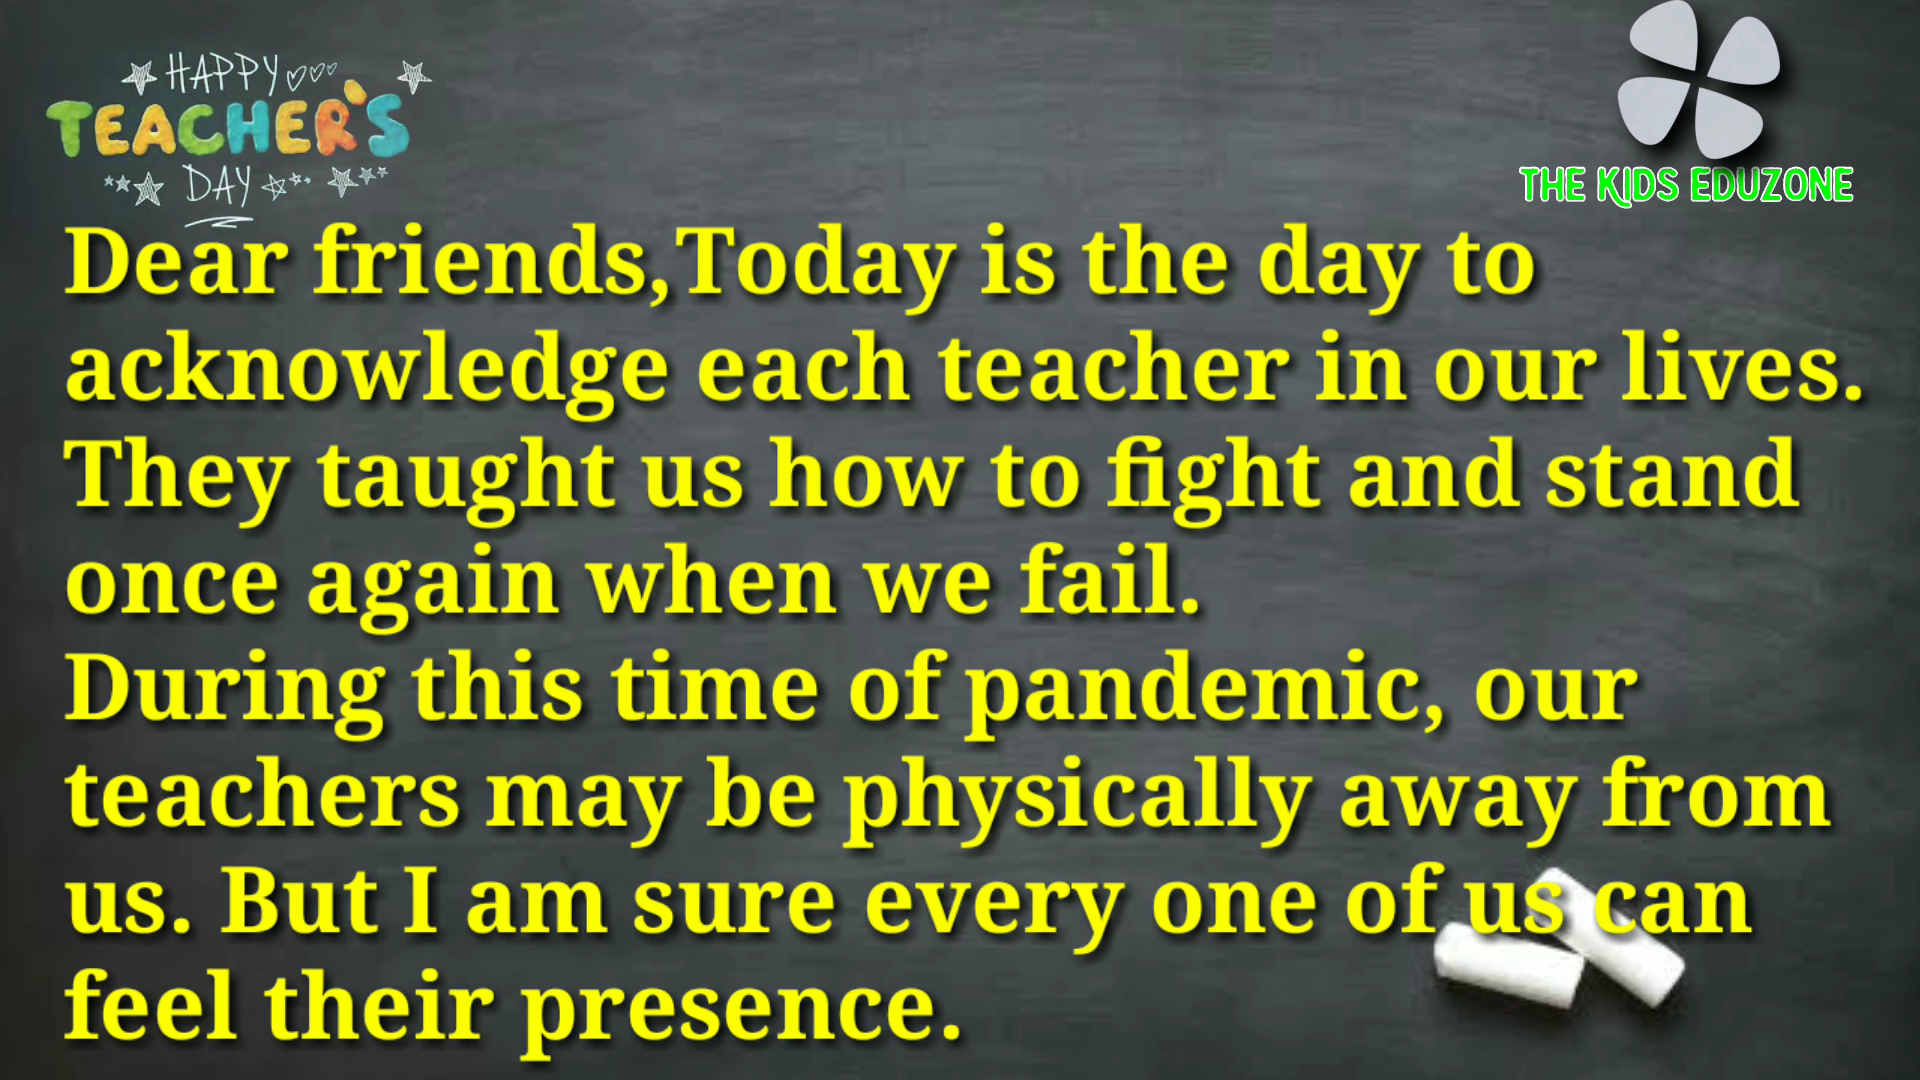 HAPPY
TEACHER'S
DAY
THE KIDS EDUZONE
Dear friends,Today is the day to
acknowledge each teacher in our lives.
They taught us how to fight and stand
once again when we fail.
During this time of pandemic, our
teachers may be physically away from
us. But I am sure every one of us can
feel their presence.